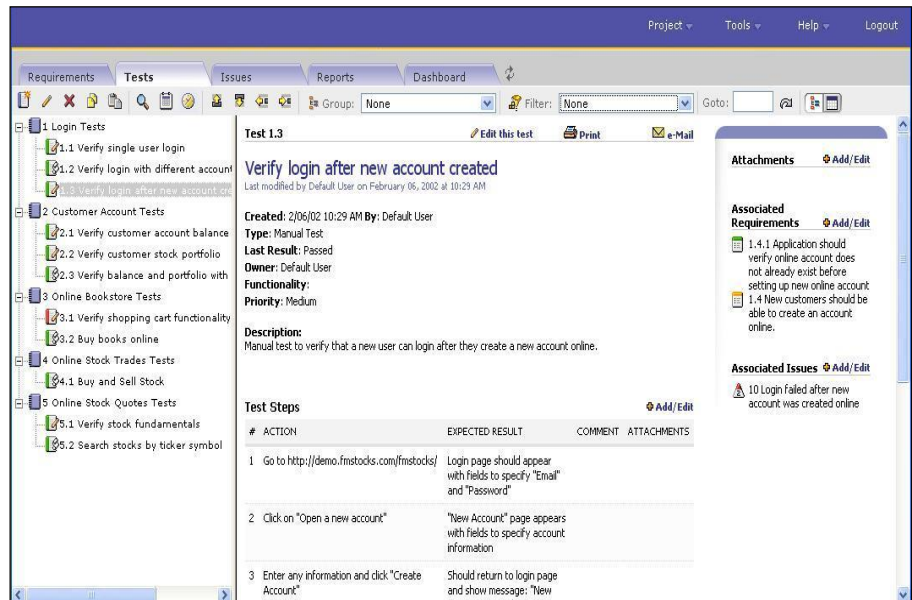 Project Tools Help Logout
Requirements Tests Issues Reports Dashboard
Group: None Filter: None Goto:
1 Login Tests
1.1 Verify single user login
1.2 Verify login with different account
1.3 Verify login after new account cre
2 Customer Account Tests
2.1 Verify customer account balance
2.2 Verify customer stock portfolio
2.3 Verify balance and portfolio with
3 Online Bookstore Tests
3.1 Verify shopping cart functionality
3.2 Buy books online
4 Online Stock Trades Tests
4.1 Buy and Sell Stock
5 Online Stock Quotes Tests
5.1 Verify stock fundamentals
5.2 Search stocks by ticker symbol
Test 1.3 Edit this test Print e-Mail
Verify login after new account created
Last modified by Default User on February 06, 2002 at 10:29 AM
Created: 2/06/02 10:29 AM By: Default User
Type: Manual Test
Last Result: Passed
Owner: Default User
Functionality:
Priority: Medium
Description:
Manual test to verify that a new user can login after they create a new account online.
Test Steps Add/Edit
# ACTION EXPECTED RESULT COMMENT ATTACHMENTS
1 Go to http://demo.fmstocks.com/fmstocks/ Login page should appear
with fields to specify "Email"
and "Password"
2 Click on "Open a new account" "New Account" page appears
with fields to specify account
information
3 Enter any information and click "Create Should return to login page
Account" and show message: "New
Attachments Add/Edit
Associated
Requirements Add/Edit
1.4.1 Application should
verify online account does
not already exist before
setting up new online account
1.4 New customers should be
able to create an account
online.
Associated Issues Add/Edit
10 Login failed after new
account was created online